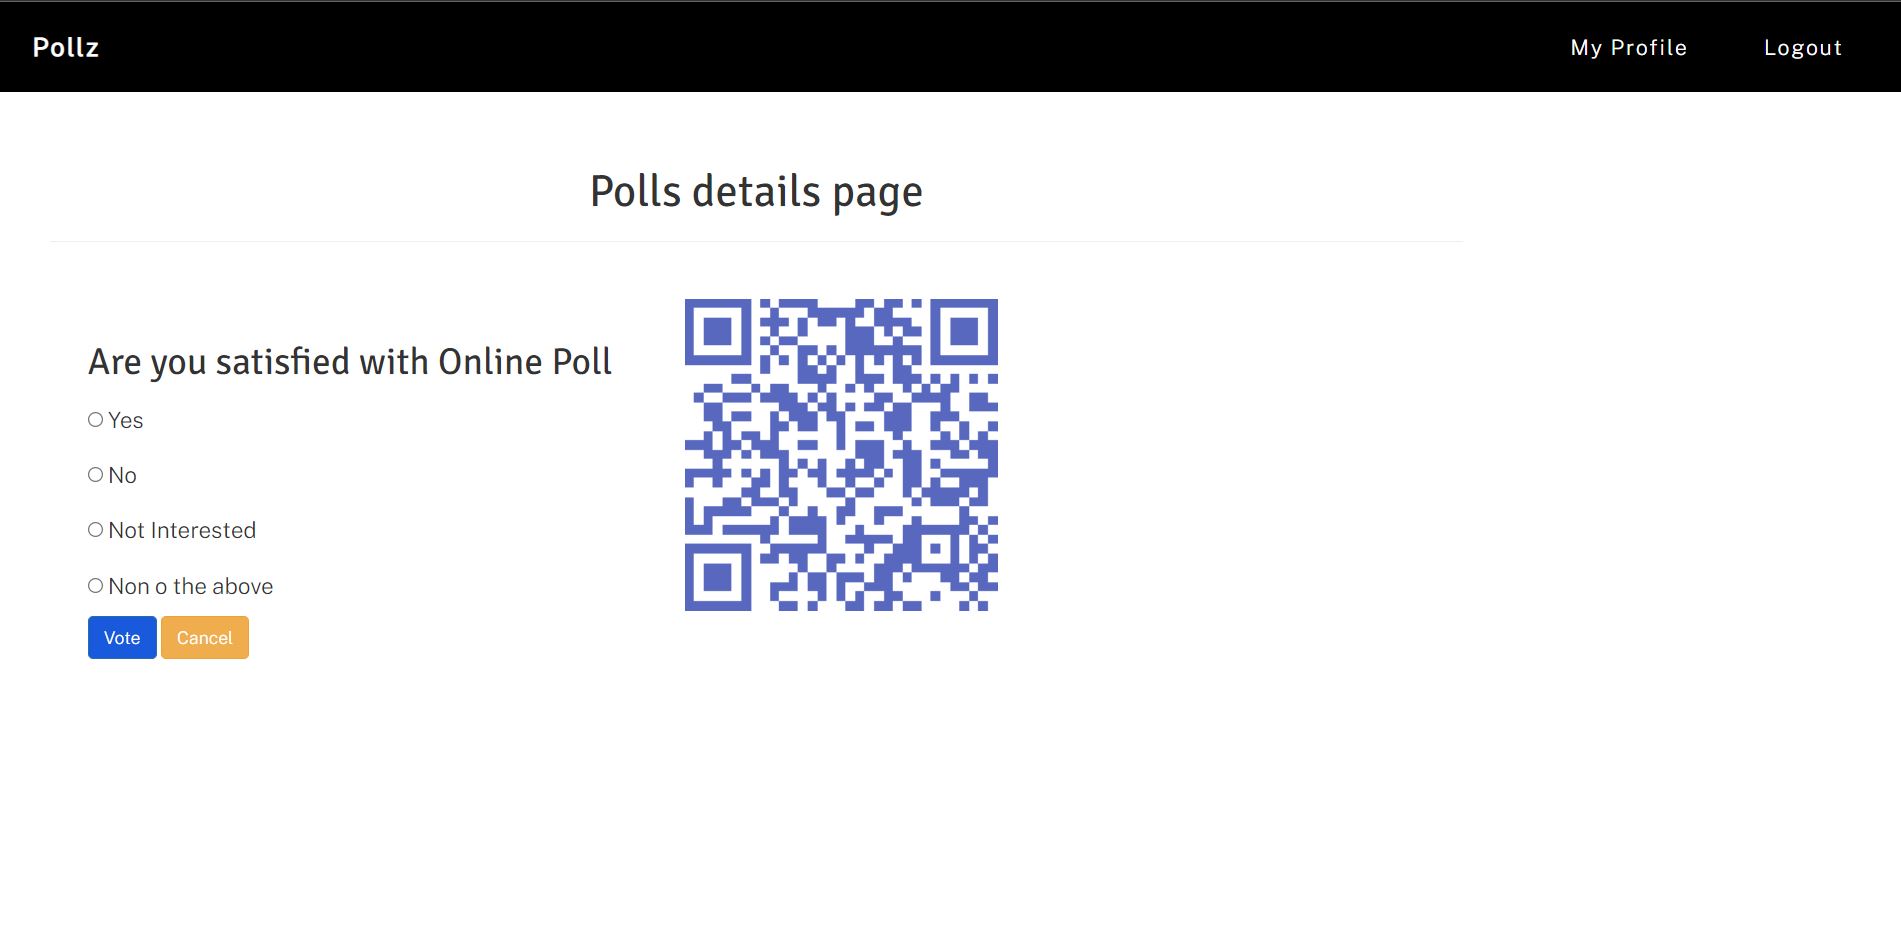 Pollz
My Profile
Logout
Polls details page
Are you satisfied with Online Poll
Yes
No
Not Interested
Non o the above
Vote
Cancel